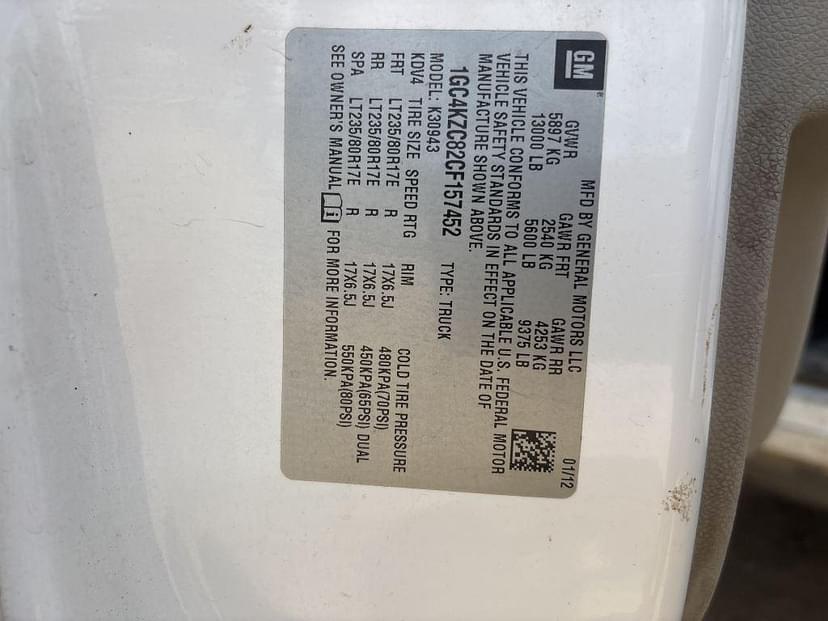 GM
MFD BY GENERAL MOTORS LLC 01/12
GVWR GAWR FRT GAWR RR
5897 KG 2540 KG 4253 KG
13000 LB 5600 LB 9375 LB
THIS VEHICLE CONFORMS TO ALL APPLICABLE U.S. FEDERAL MOTOR
VEHICLE SAFETY STANDARDS IN EFFECT ON THE DATE OF
MANUFACTURE SHOWN ABOVE.
1GC4KZC82CF157452 TYPE: TRUCK
MODEL: K30943
KDV4 TIRE SIZE SPEED RTG RIM COLD TIRE PRESSURE
FRT LT235/80R17E R 17X6.5J 480KPA(70PSI)
RR LT235/80R17E R 17X6.5J 450KPA(65PSI) DUAL
SPA LT235/80R17E R 17X6.5J 550KPA(80PSI)
SEE OWNER'S MANUAL i FOR MORE INFORMATION.